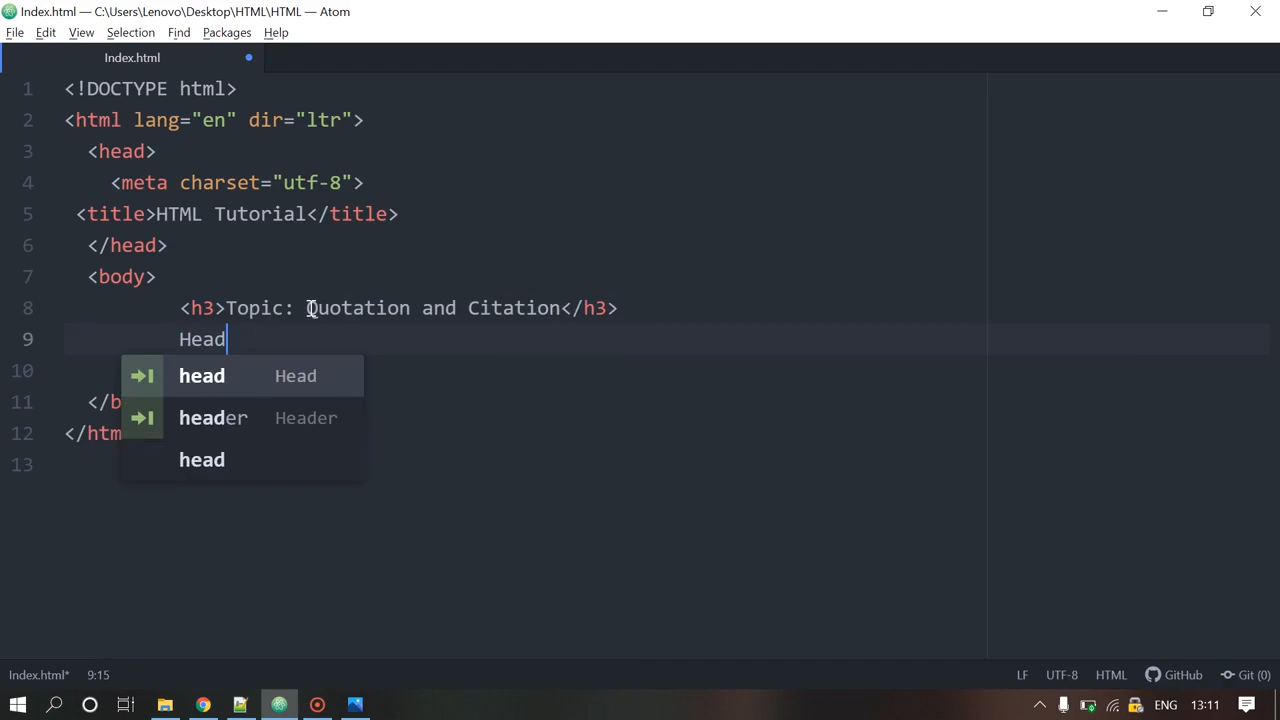 Index.html — C:\Users\Lenovo\Desktop\HTML\HTML — Atom
File Edit View Selection Find Packages Help
Index.html
1 <!DOCTYPE html>
2 <html lang="en" dir="ltr">
3 <head>
4 <meta charset="utf-8">
5 <title>HTML Tutorial</title>
6 </head>
7 <body>
8 <h3>Topic: Quotation and Citation</h3>
9 Head
10
head Head
11 </b
header Header
12 </htm
head
13
Index.html* 9:15 LF UTF-8 HTML GitHub Git (0)
ENG 13:11